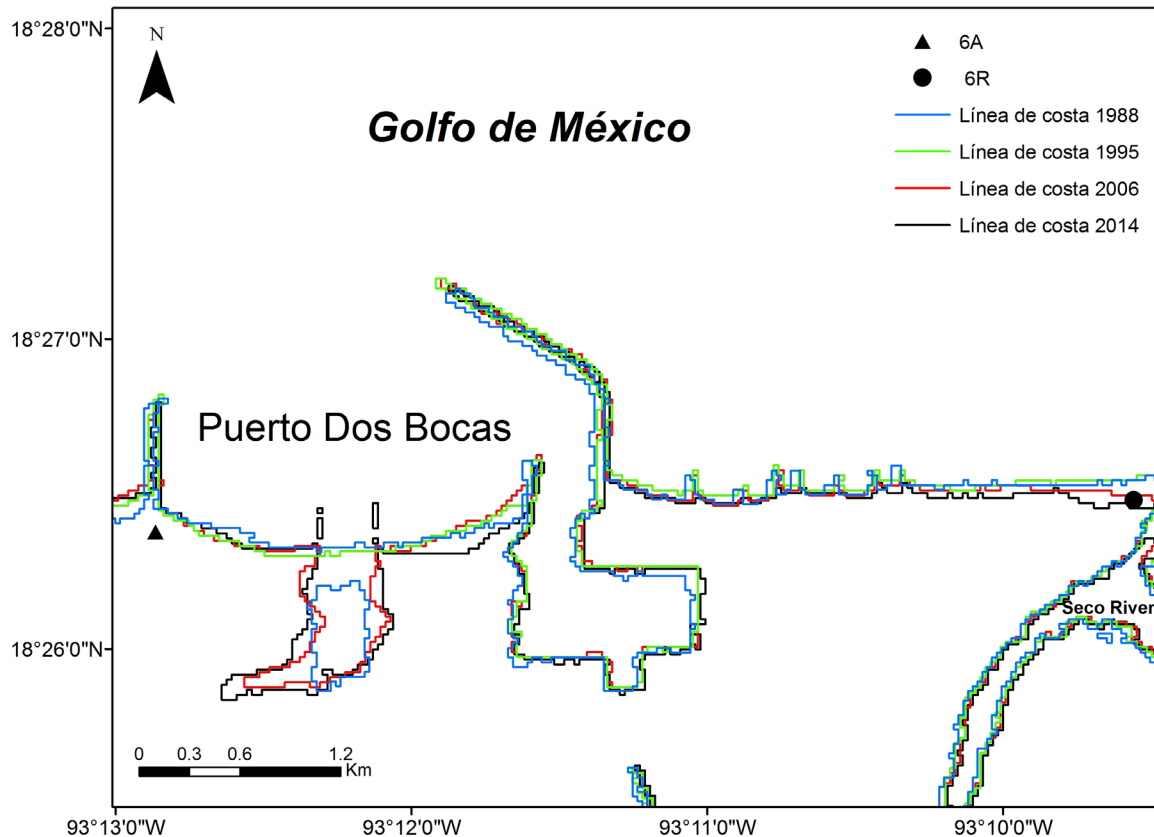 18°28'0"N
N
6A
6R
Línea de costa 1988
Golfo de México
Línea de costa 1995
Línea de costa 2006
Línea de costa 2014
18°27'0"N
Puerto Dos Bocas
Seco River
18°26'0"N
0 0.3 0.6 1.2
Km
93°13'0"W 93°12'0"W 93°11'0"W 93°10'0"W